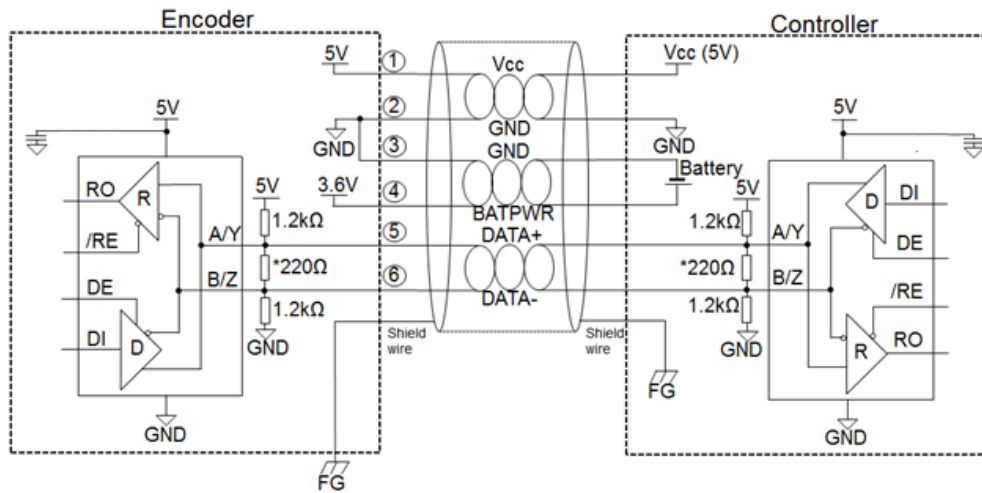 Encoder
Controller
5V
①
Vcc
Vcc (5V)
②
GND
GND
GND
5V
5V
③
GND
Battery
RO
R
5V
3.6V
④
BATPWR
5V
D
DI
1.2kΩ
1.2kΩ
/RE
A/Y
⑤
DATA+
A/Y
DE
*220Ω
*220Ω
DE
B/Z
⑥
DATA-
B/Z
/RE
1.2kΩ
1.2kΩ
DI
D
GND
Shield
wire
Shield
wire
GND
R
RO
FG
GND
GND
FG